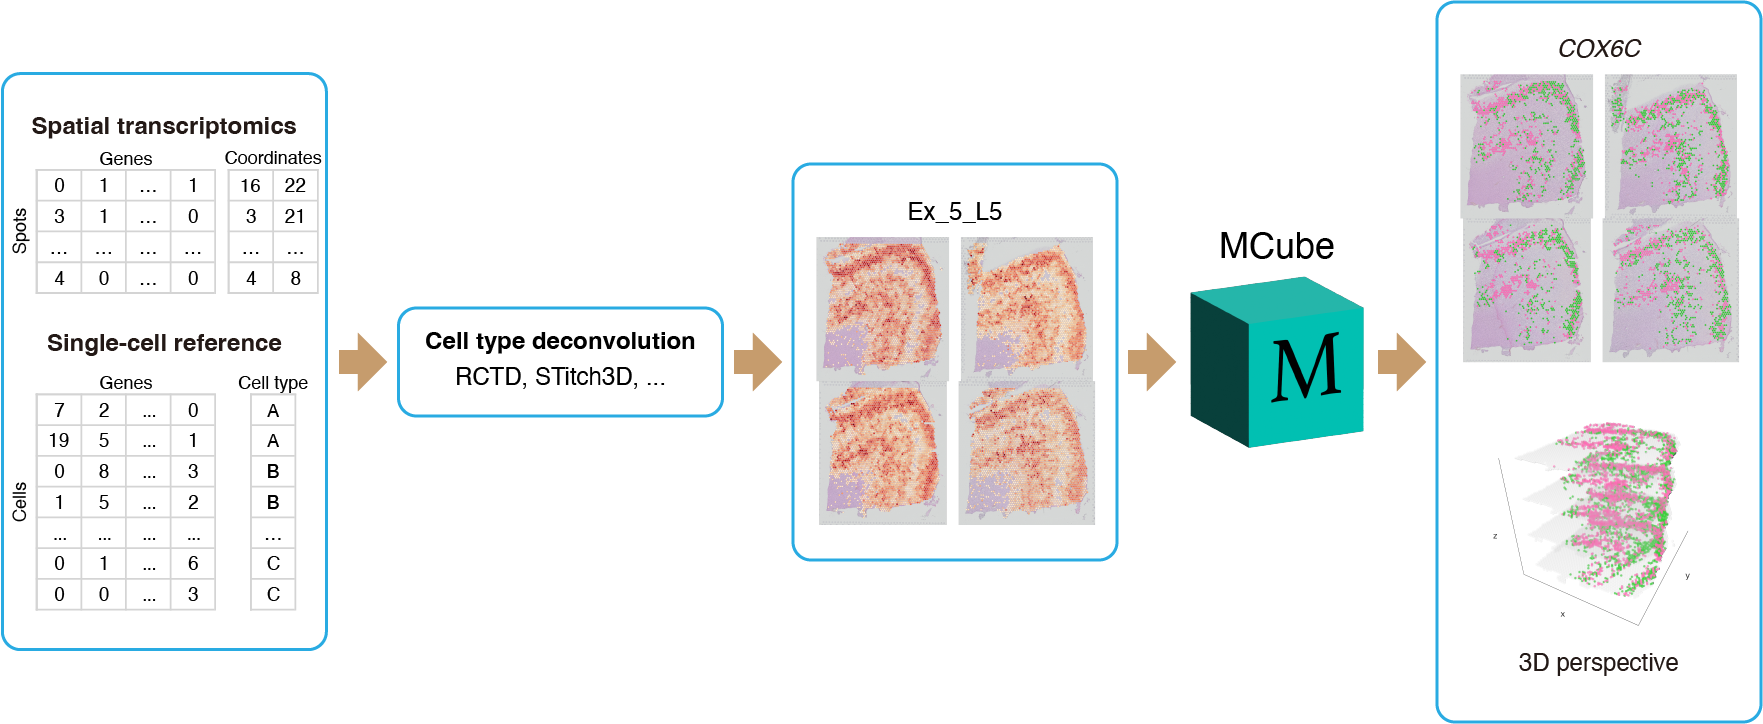 Spatial transcriptomics
Genes Coordinates
Spots
0 1 ... 1 16 22
3 1 ... 0 3 21
... ... ... ... ... ...
4 0 ... 0 4 8
Single-cell reference
Genes Cell type
Cells
7 2 ... 0 A
19 5 ... 1 A
0 8 ... 3 B
1 5 ... 2 B
... ... ... ... ...
0 1 ... 6 C
0 0 ... 3 C
Cell type deconvolution
RCTD, STitch3D, ...
Ex_5_L5
MCube
M
COX6C
z
x
y
3D perspective